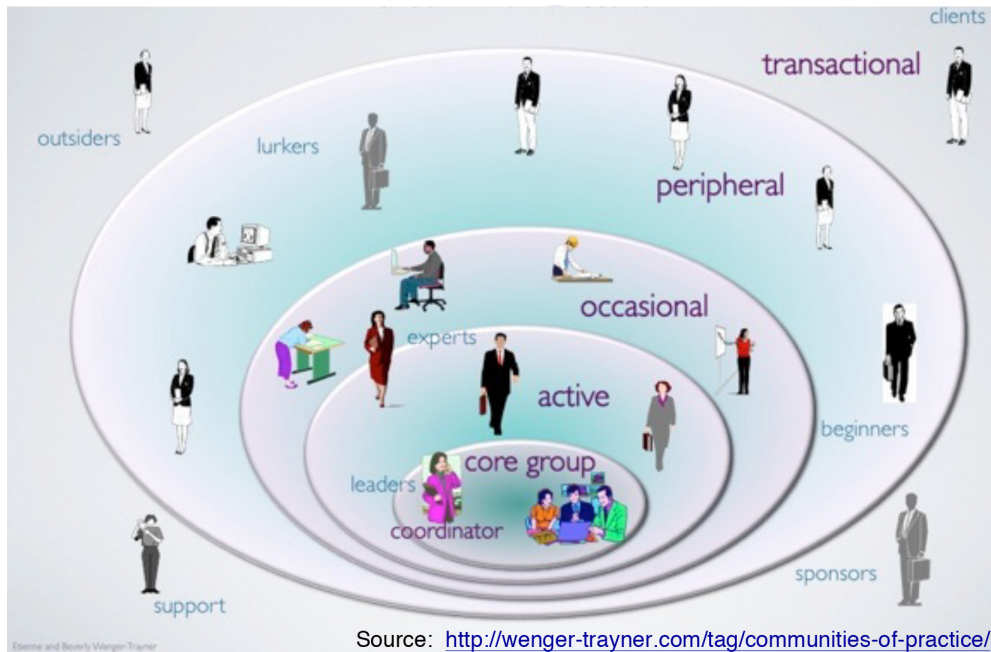 clients
transactional
outsiders
lurkers
peripheral
occasional
experts
active
beginners
core group
leaders
coordinator
sponsors
support
Etienne and Beverly Wenger-Trayner
Source: http://wenger-trayner.com/tag/communities-of-practice/